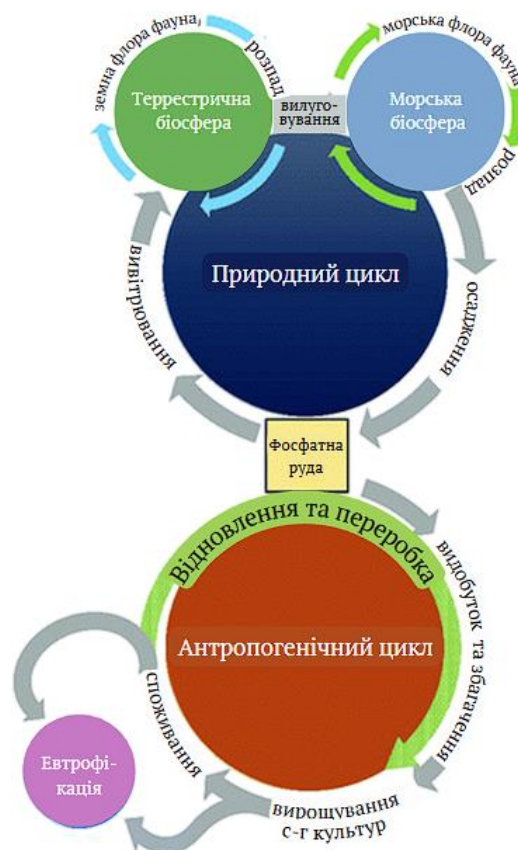 земна флора фауна
розпад
Террестрична
біосфера
вилуго-
вування
морська флора фауна
розпад
Морська
біосфера
Природний цикл
вивітрювання
осадження
Фосфатна
руда
Відновлення та переробка
видобуток та збагачення
Антропогенічний цикл
споживання
Евтрофі-
кація
вирощування
с-г культур